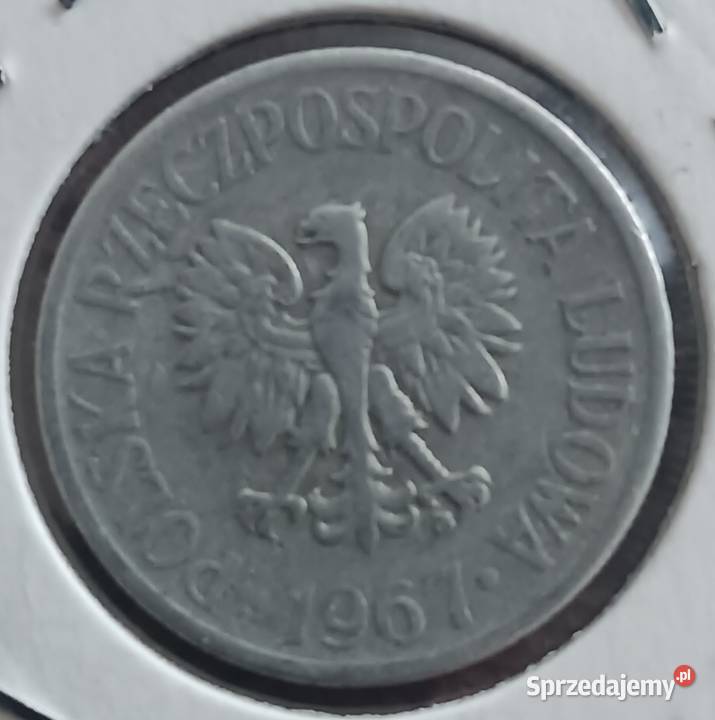 POLSKA RZECZPOSPOLITA LUDOWA
1967
Sprzedajemy.pl